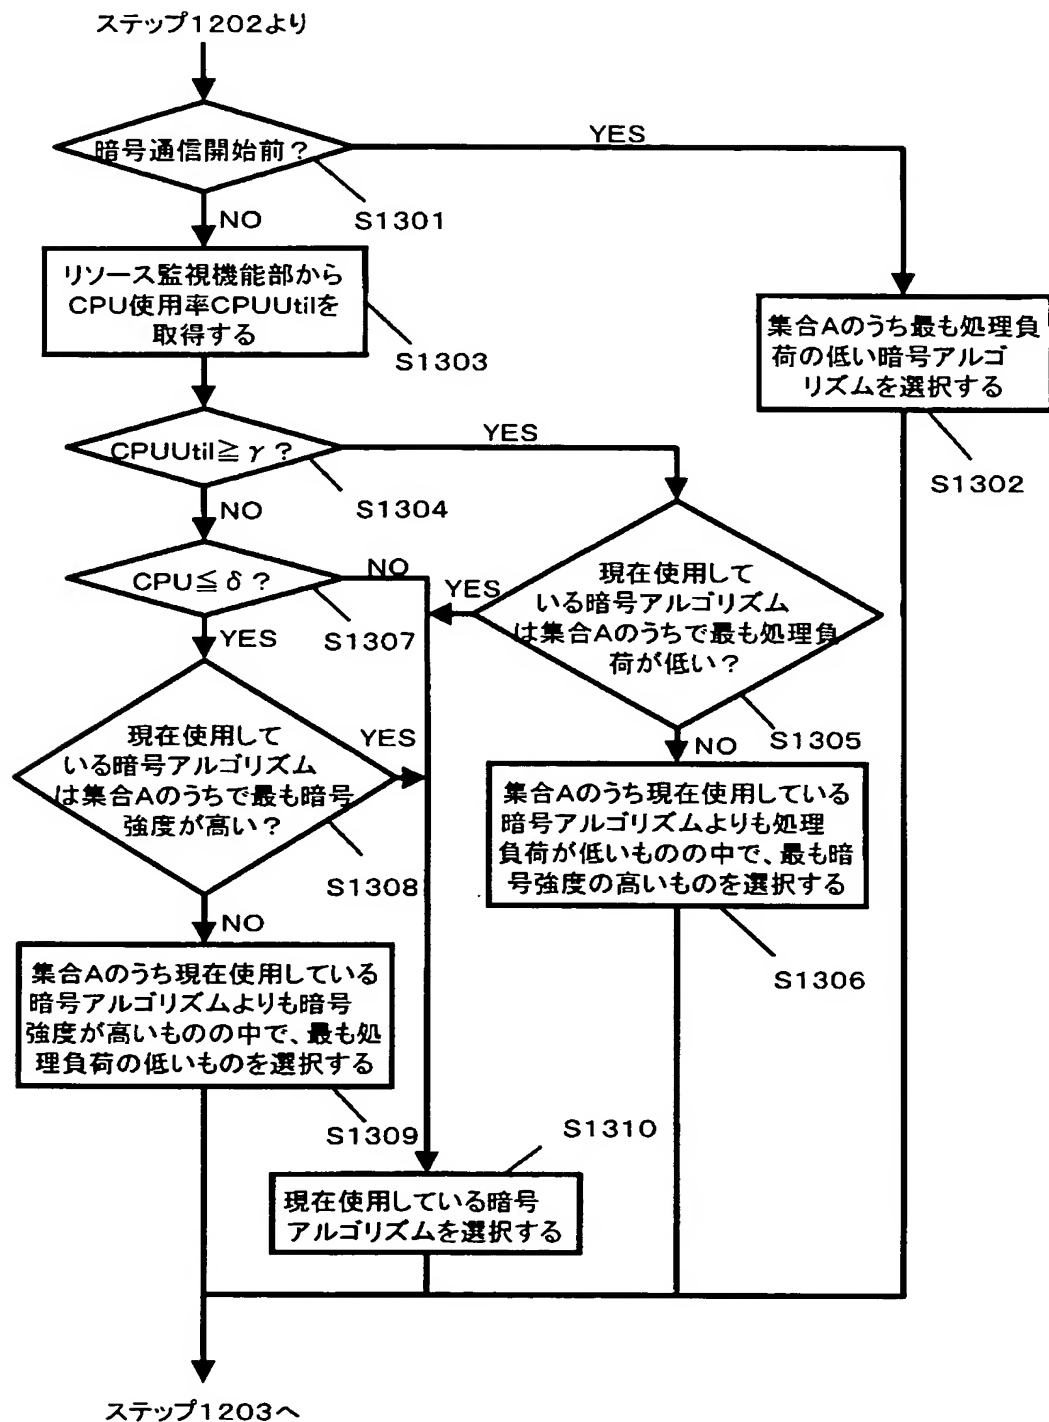 ステップ1202より
暗号通信開始前？
YES
S1301
NO
リソース監視機能部から
CPU使用率CPUUtilを
取得する
S1303
集合Aのうち最も処理負
荷の低い暗号アルゴ
リズムを選択する
S1302
CPUUtil≧γ？
YES
S1304
NO
CPU≦δ？
NO
S1307
YES
現在使用して
いる暗号アルゴリズム
は集合Aのうちで最も処理負
荷が低い？
YES
S1305
NO
現在使用して
いる暗号アルゴリズム
は集合Aのうちで最も暗号
強度が高い？
YES
S1308
NO
集合Aのうち現在使用している
暗号アルゴリズムよりも処理
負荷が低いものの中で、最も暗
号強度の高いものを選択する
S1306
集合Aのうち現在使用している
暗号アルゴリズムよりも暗号
強度が高いものの中で、最も処
理負荷の低いものを選択する
S1309
S1310
現在使用している暗号
アルゴリズムを選択する
ステップ1203へ